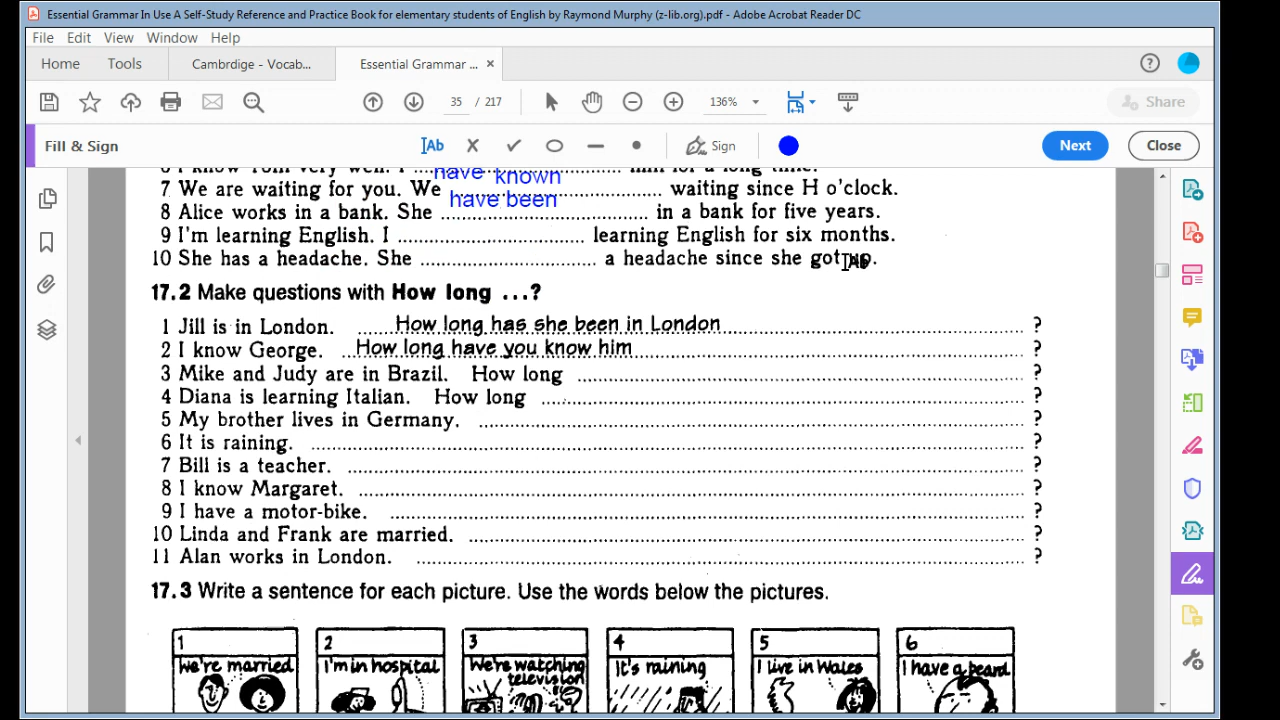 Essential Grammar In Use A Self-Study Reference and Practice Book for elementary students of English by Raymond Murphy (z-lib.org).pdf - Adobe Acrobat Reader DC
File Edit View Window Help
Home Tools Cambrdige - Vocab... Essential Grammar ... ×
35 / 217 136% Share
Fill & Sign Ab Sign Next Close
6 I know Tom very well. I have known him for a long time.
7 We are waiting for you. We have been waiting since H o'clock.
8 Alice works in a bank. She ........ in a bank for five years.
9 I'm learning English. I ........ learning English for six months.
10 She has a headache. She ........ a headache since she got up.
17.2 Make questions with How long ...?
1 Jill is in London. How long has she been in London ?
2 I know George. How long have you know him ?
3 Mike and Judy are in Brazil. How long ........ ?
4 Diana is learning Italian. How long ........ ?
5 My brother lives in Germany. ........ ?
6 It is raining. ........ ?
7 Bill is a teacher. ........ ?
8 I know Margaret. ........ ?
9 I have a motor-bike. ........ ?
10 Linda and Frank are married. ........ ?
11 Alan works in London. ........ ?
17.3 Write a sentence for each picture. Use the words below the pictures.
1 2 3 4 5 6
We're married
I'm in hospital
We're watching
television
It's raining
I live in Wales
I have a beard